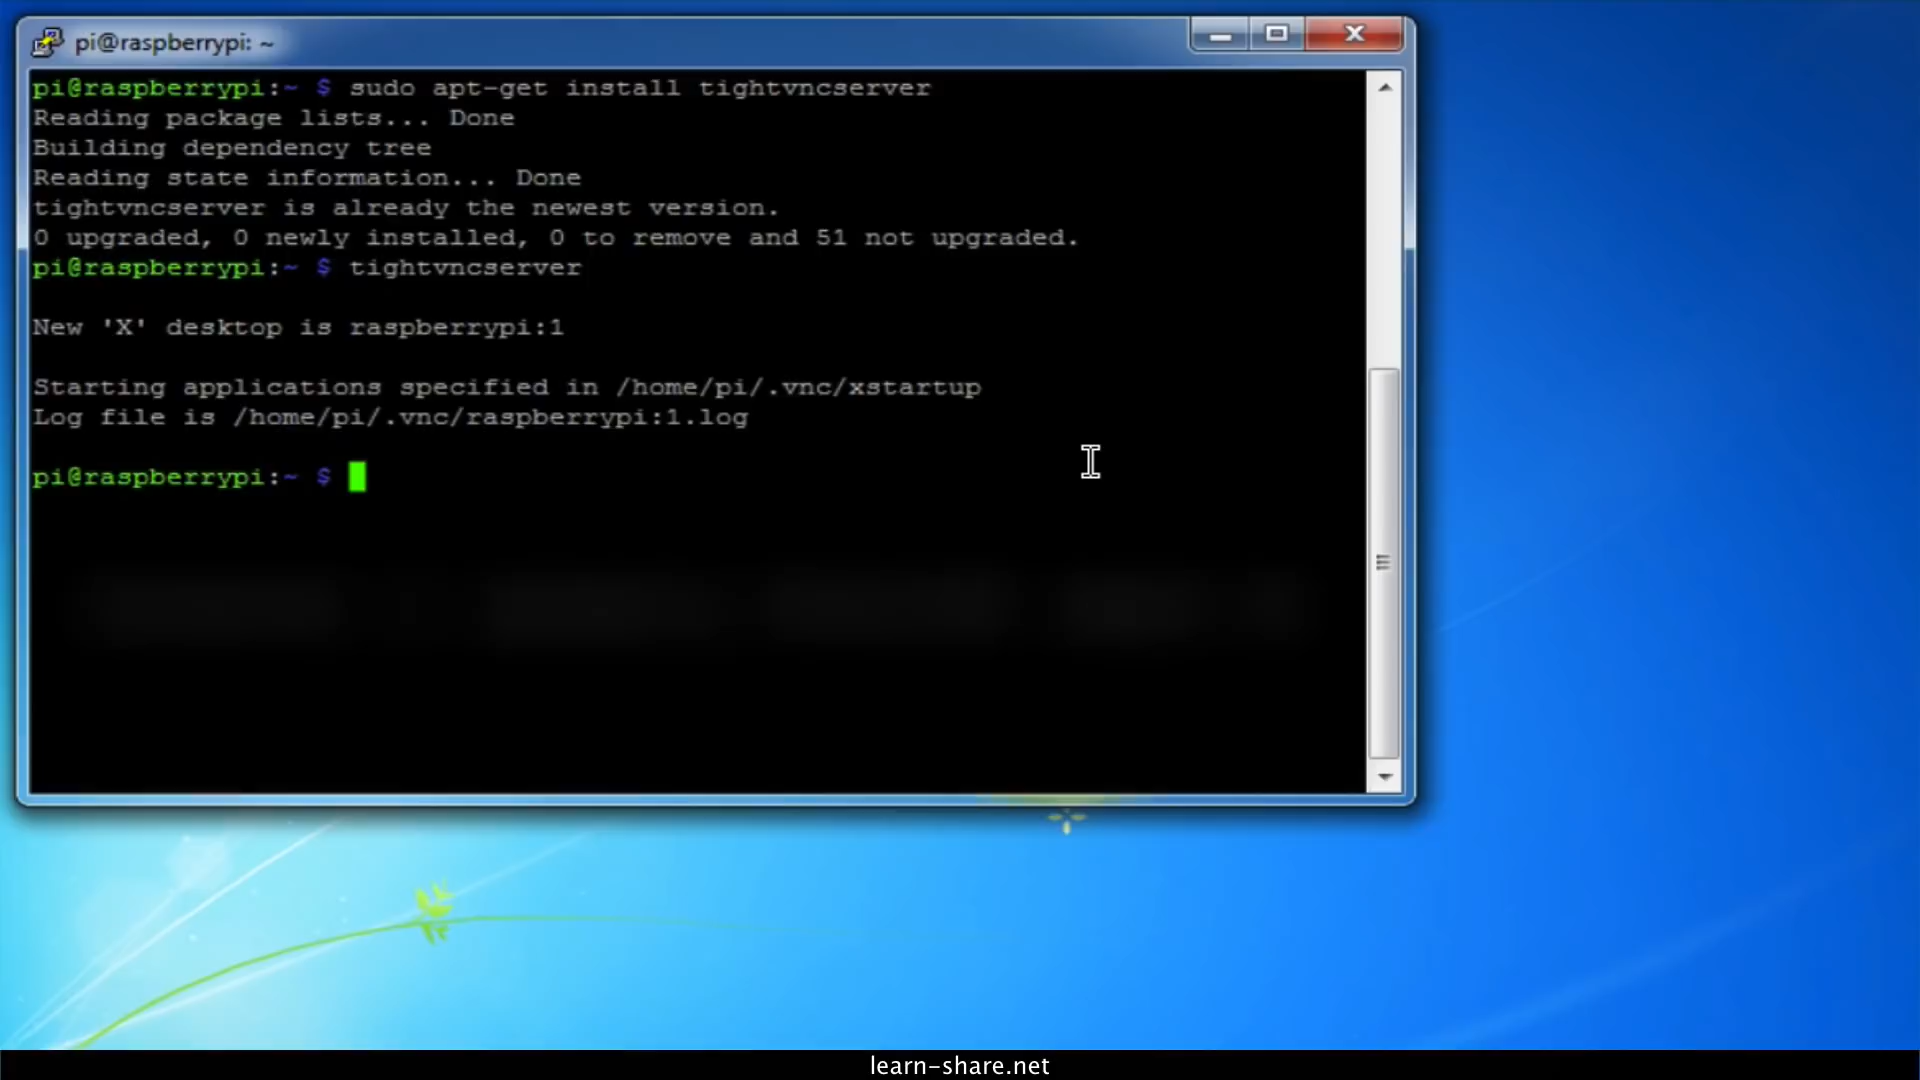 pi@raspberrypi: ~
pi@raspberrypi:~ $ sudo apt-get install tightvncserver
Reading package lists... Done
Building dependency tree
Reading state information... Done
tightvncserver is already the newest version.
0 upgraded, 0 newly installed, 0 to remove and 51 not upgraded.
pi@raspberrypi:~ $ tightvncserver
New 'X' desktop is raspberrypi:1
Starting applications specified in /home/pi/.vnc/xstartup
Log file is /home/pi/.vnc/raspberrypi:1.log
pi@raspberrypi:~ $
learn-share.net